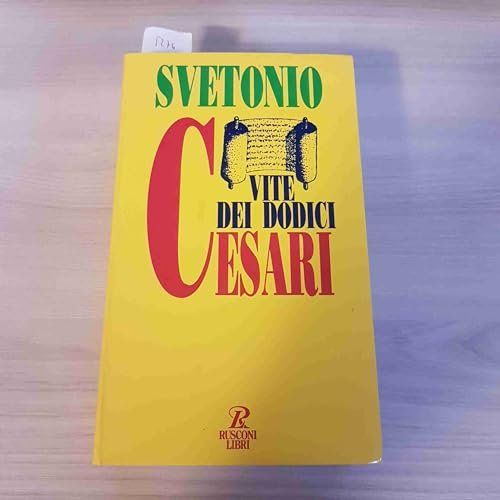 SVETONIO
VITE
DEI DODICI
CESARI
RUSCONI
LIBRI